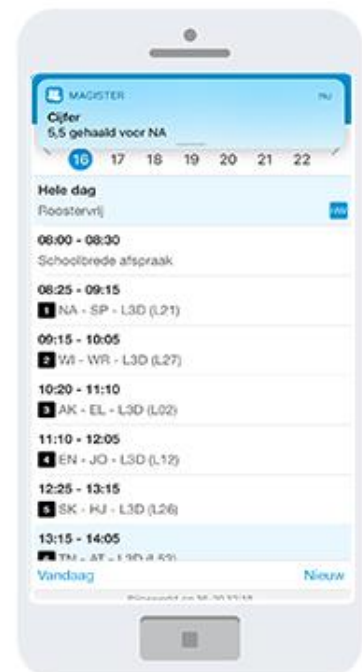 MAGISTER NU
Cijfer
5,5 gehaald voor NA
16 17 18 19 20 21 22
Hele dag
Roostervrij
08:00 - 08:30
Schoolbrede afspraak
08:25 - 09:15
1 NA - SP - L3D (L21)
09:15 - 10:05
2 WI - WR - L3D (L27)
10:20 - 11:10
3 AK - EL - L3D (L02)
11:10 - 12:05
4 EN - JO - L3D (L12)
12:25 - 13:15
5 SK - HJ - L3D (L26)
13:15 - 14:05
TN - AT - L3D
Vandaag Nieuw